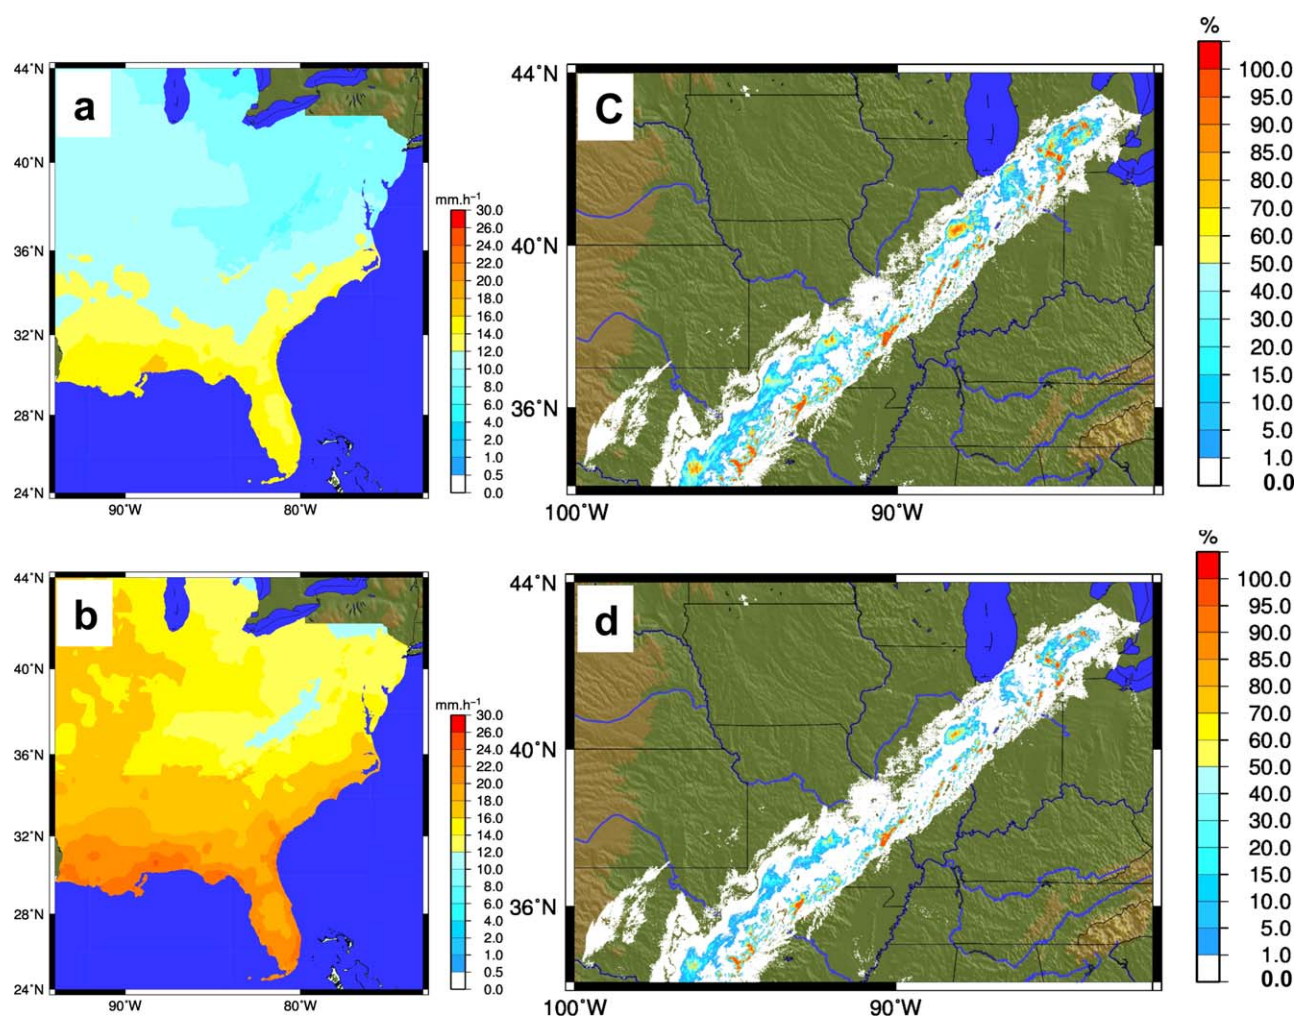 a
44˚N
40˚N
36˚N
32˚N
28˚N
24˚N
90˚W
80˚W
mm.h⁻¹
30.0
26.0
24.0
22.0
20.0
18.0
16.0
14.0
12.0
10.0
8.0
6.0
4.0
2.0
1.0
0.5
0.0
C
44˚N
40˚N
36˚N
100˚W
90˚W
%
100.0
95.0
90.0
85.0
80.0
70.0
60.0
50.0
40.0
30.0
20.0
15.0
10.0
5.0
1.0
0.0
b
44˚N
40˚N
36˚N
32˚N
28˚N
24˚N
90˚W
80˚W
mm.h⁻¹
30.0
26.0
24.0
22.0
20.0
18.0
16.0
14.0
12.0
10.0
8.0
6.0
4.0
2.0
1.0
0.5
0.0
d
44˚N
40˚N
36˚N
100˚W
90˚W
%
100.0
95.0
90.0
85.0
80.0
70.0
60.0
50.0
40.0
30.0
20.0
15.0
10.0
5.0
1.0
0.0